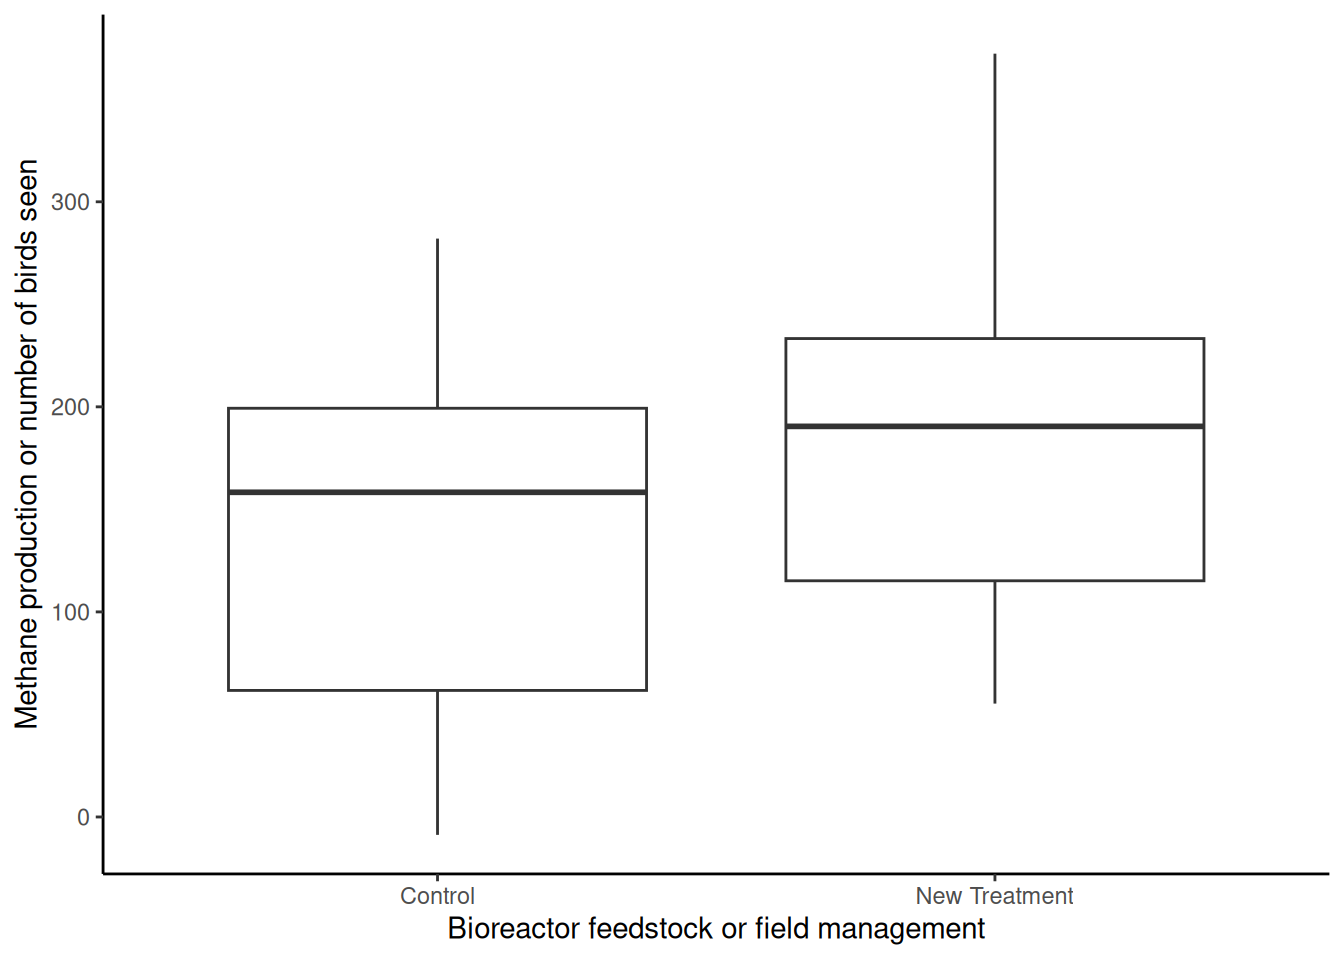 Methane production or number of birds seen
300
200
100
0
Control
New Treatment
Bioreactor feedstock or field management